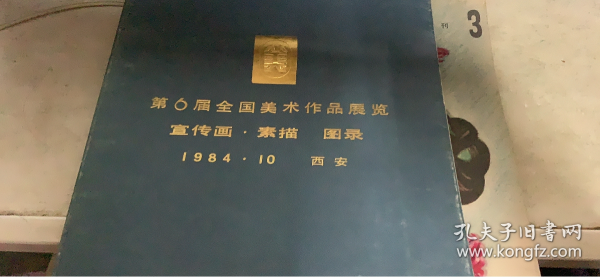 第6届全国美术作品展览
宣传画·素描 图录
1984·10 西安
列
3
孔夫子旧书网
www.kongfz.com